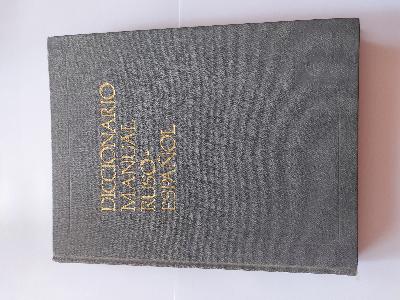 DICCIONARIO
MANUAL
RUSO-
ESPAÑOL